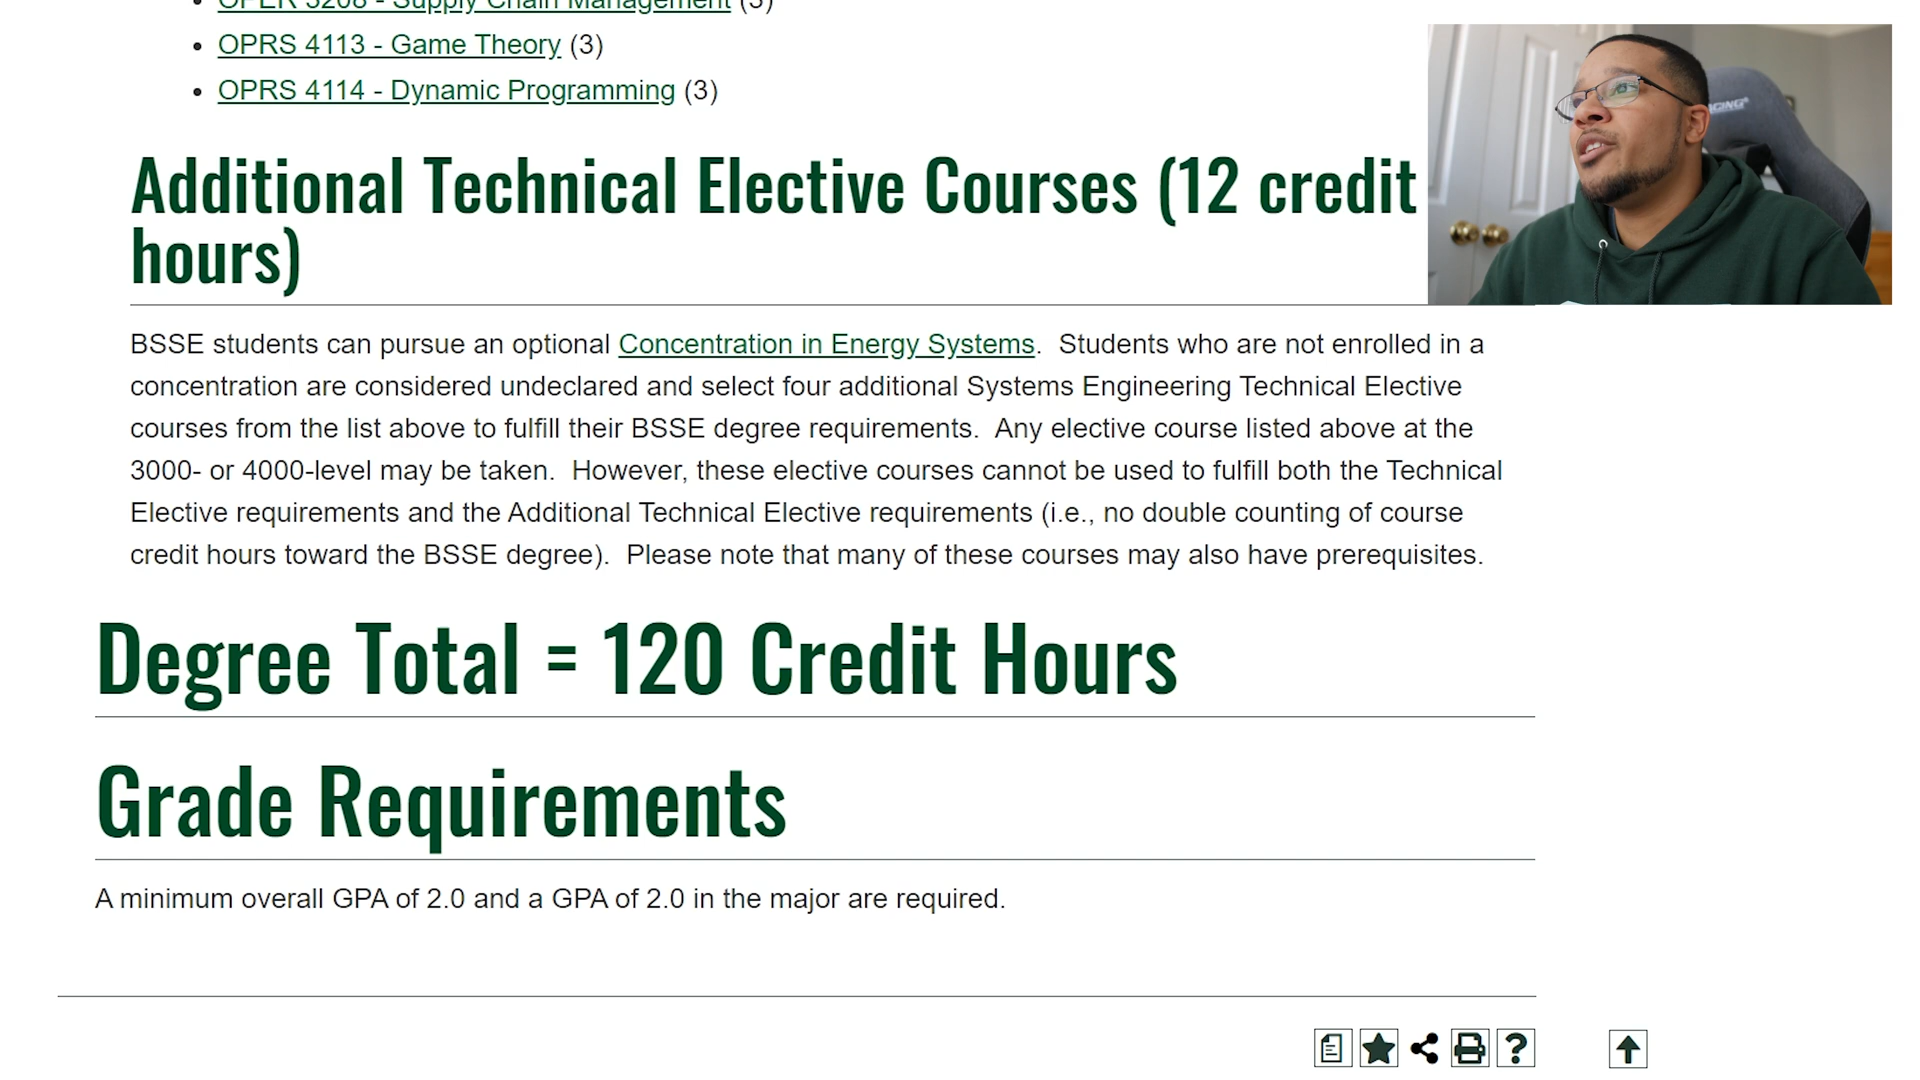 OPER 3208 - Supply Chain Management (3)
OPRS 4113 - Game Theory (3)
OPRS 4114 - Dynamic Programming (3)
Additional Technical Elective Courses (12 credit
hours)
BSSE students can pursue an optional Concentration in Energy Systems.  Students who are not enrolled in a
concentration are considered undeclared and select four additional Systems Engineering Technical Elective
courses from the list above to fulfill their BSSE degree requirements.  Any elective course listed above at the
3000- or 4000-level may be taken.  However, these elective courses cannot be used to fulfill both the Technical
Elective requirements and the Additional Technical Elective requirements (i.e., no double counting of course
credit hours toward the BSSE degree).  Please note that many of these courses may also have prerequisites.
Degree Total = 120 Credit Hours
Grade Requirements
A minimum overall GPA of 2.0 and a GPA of 2.0 in the major are required.
?